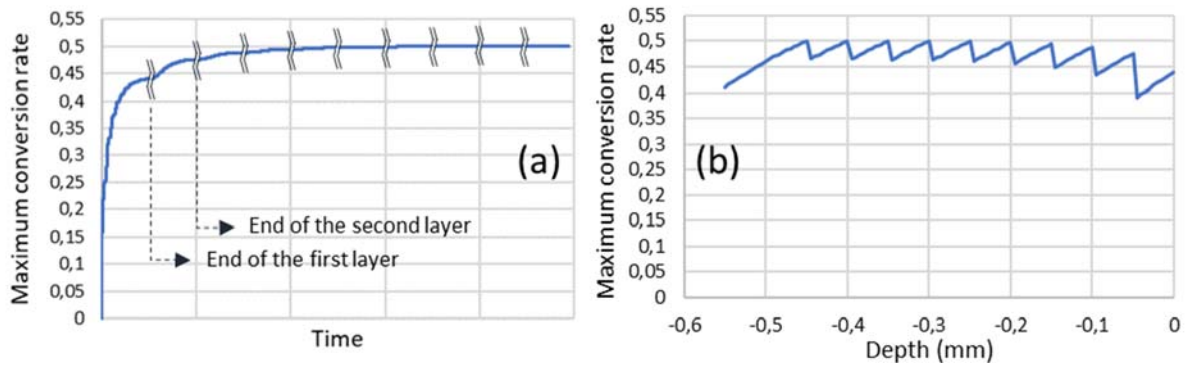 Maximum conversion rate
0,55
0,5
0,45
0,4
0,35
0,3
0,25
0,2
0,15
0,1
0,05
0
(a)
End of the second layer
End of the first layer
Time
Maximum conversion rate
0,55
0,5
0,45
0,4
0,35
0,3
0,25
0,2
0,15
0,1
0,05
0
(b)
-0,6 -0,5 -0,4 -0,3 -0,2 -0,1 0
Depth (mm)